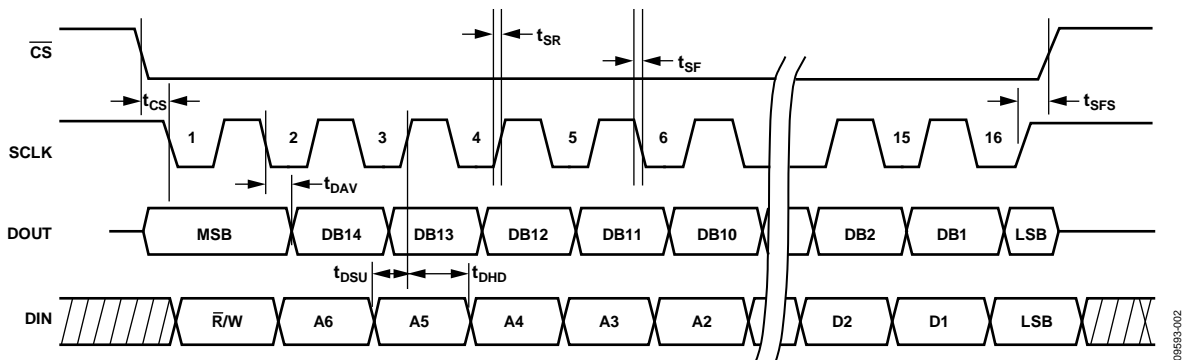 CS
tSR
tSF
tCS
tSFS
SCLK
1 2 3 4 5 6 15 16
tDAV
DOUT
MSB DB14 DB13 DB12 DB11 DB10 DB2 DB1 LSB
tDSU
tDHD
DIN
R/W A6 A5 A4 A3 A2 D2 D1 LSB
09593-002